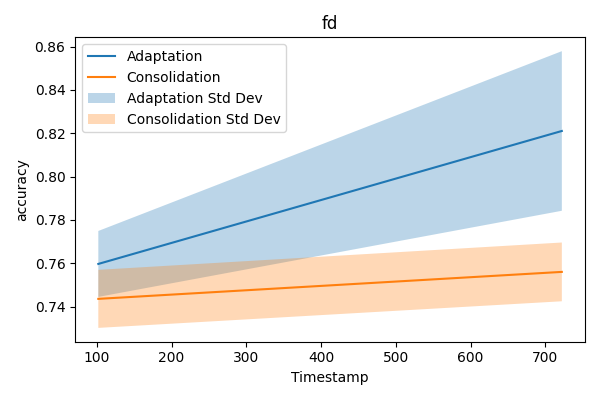 fd
Adaptation
Consolidation
Adaptation Std Dev
Consolidation Std Dev
accuracy
0.86
0.84
0.82
0.80
0.78
0.76
0.74
100 200 300 400 500 600 700
Timestamp